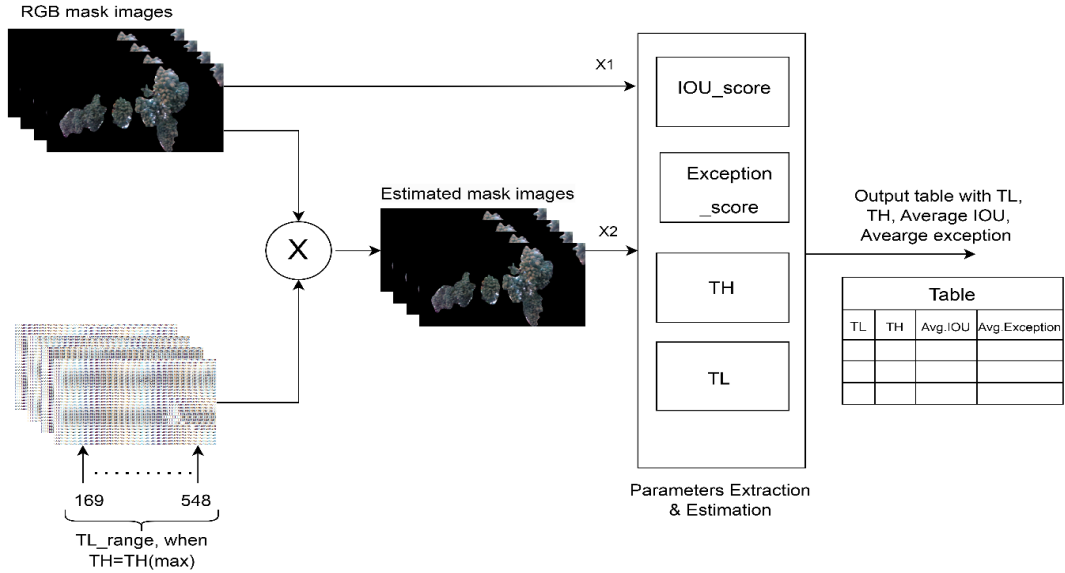 RGB mask images
X1
IOU_score
Exception
_score
TH
TL
Estimated mask images
X2
X
Output table with TL,
TH, Average IOU,
Avearge exception
Table
TL TH Avg.IOU Avg.Exception
Parameters Extraction
& Estimation
169 548
TL_range, when
TH=TH(max)